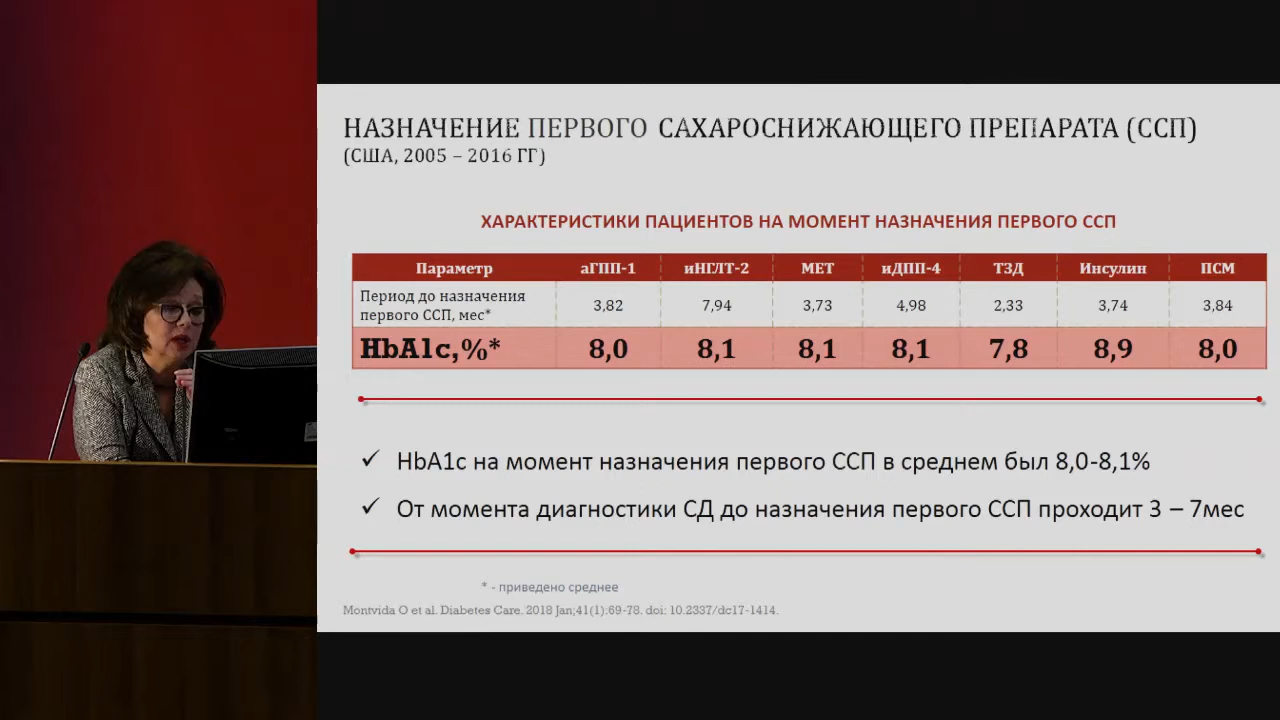 НАЗНАЧЕНИЕ ПЕРВОГО САХАРОСНИЖАЮЩЕГО ПРЕПАРАТА (ССП)
(США, 2005 – 2016 ГГ)
ХАРАКТЕРИСТИКИ ПАЦИЕНТОВ НА МОМЕНТ НАЗНАЧЕНИЯ ПЕРВОГО ССП
Параметр аГПП-1 иНГЛТ-2 МЕТ иДПП-4 ТЗД Инсулин ПСМ
Период до назначения
первого ССП, мес* 3,82 7,94 3,73 4,98 2,33 3,74 3,84
HbA1c,%* 8,0 8,1 8,1 8,1 7,8 8,9 8,0
✓ HbA1c на момент назначения первого ССП в среднем был 8,0-8,1%
✓ От момента диагностики СД до назначения первого ССП проходит 3 – 7мес
* - приведено среднее
Montvida O et al. Diabetes Care. 2018 Jan;41(1):69-78. doi: 10.2337/dc17-1414.